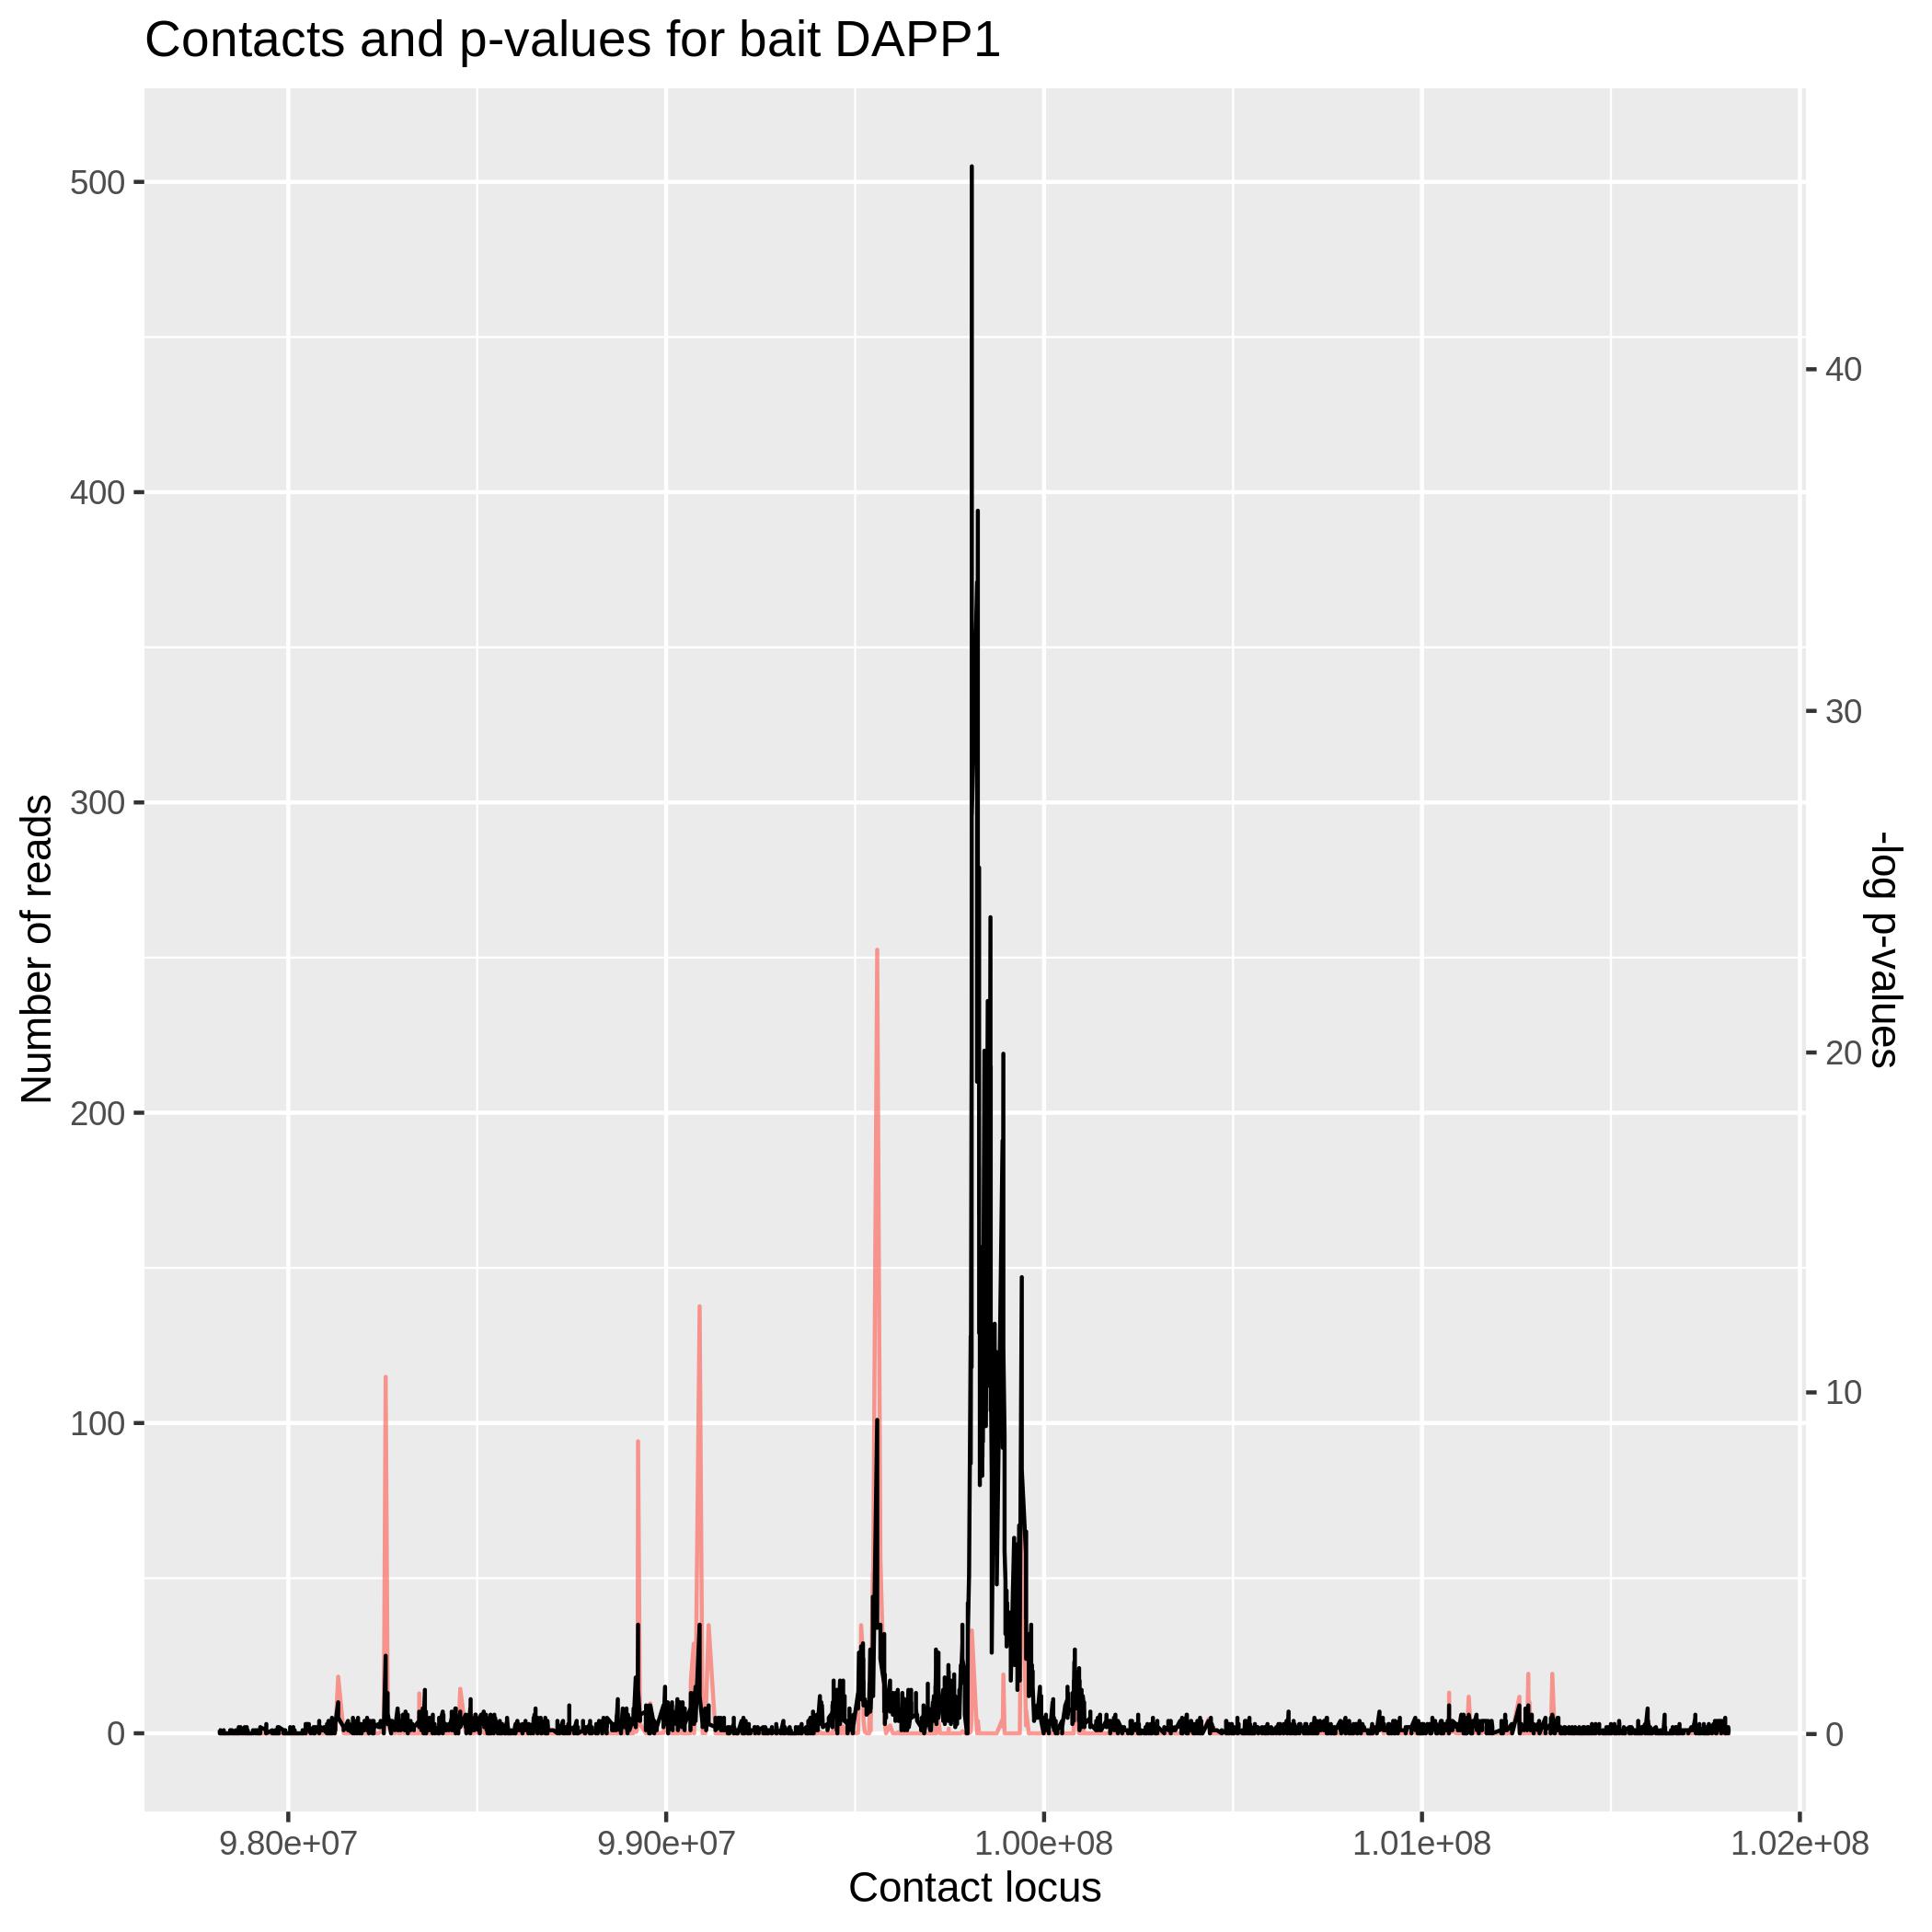 Contacts and p-values for bait DAPP1
500
400
300
200
100
0
Number of reads
40
30
20
10
0
-log p-values
9.80e+07
9.90e+07
1.00e+08
1.01e+08
1.02e+08
Contact locus